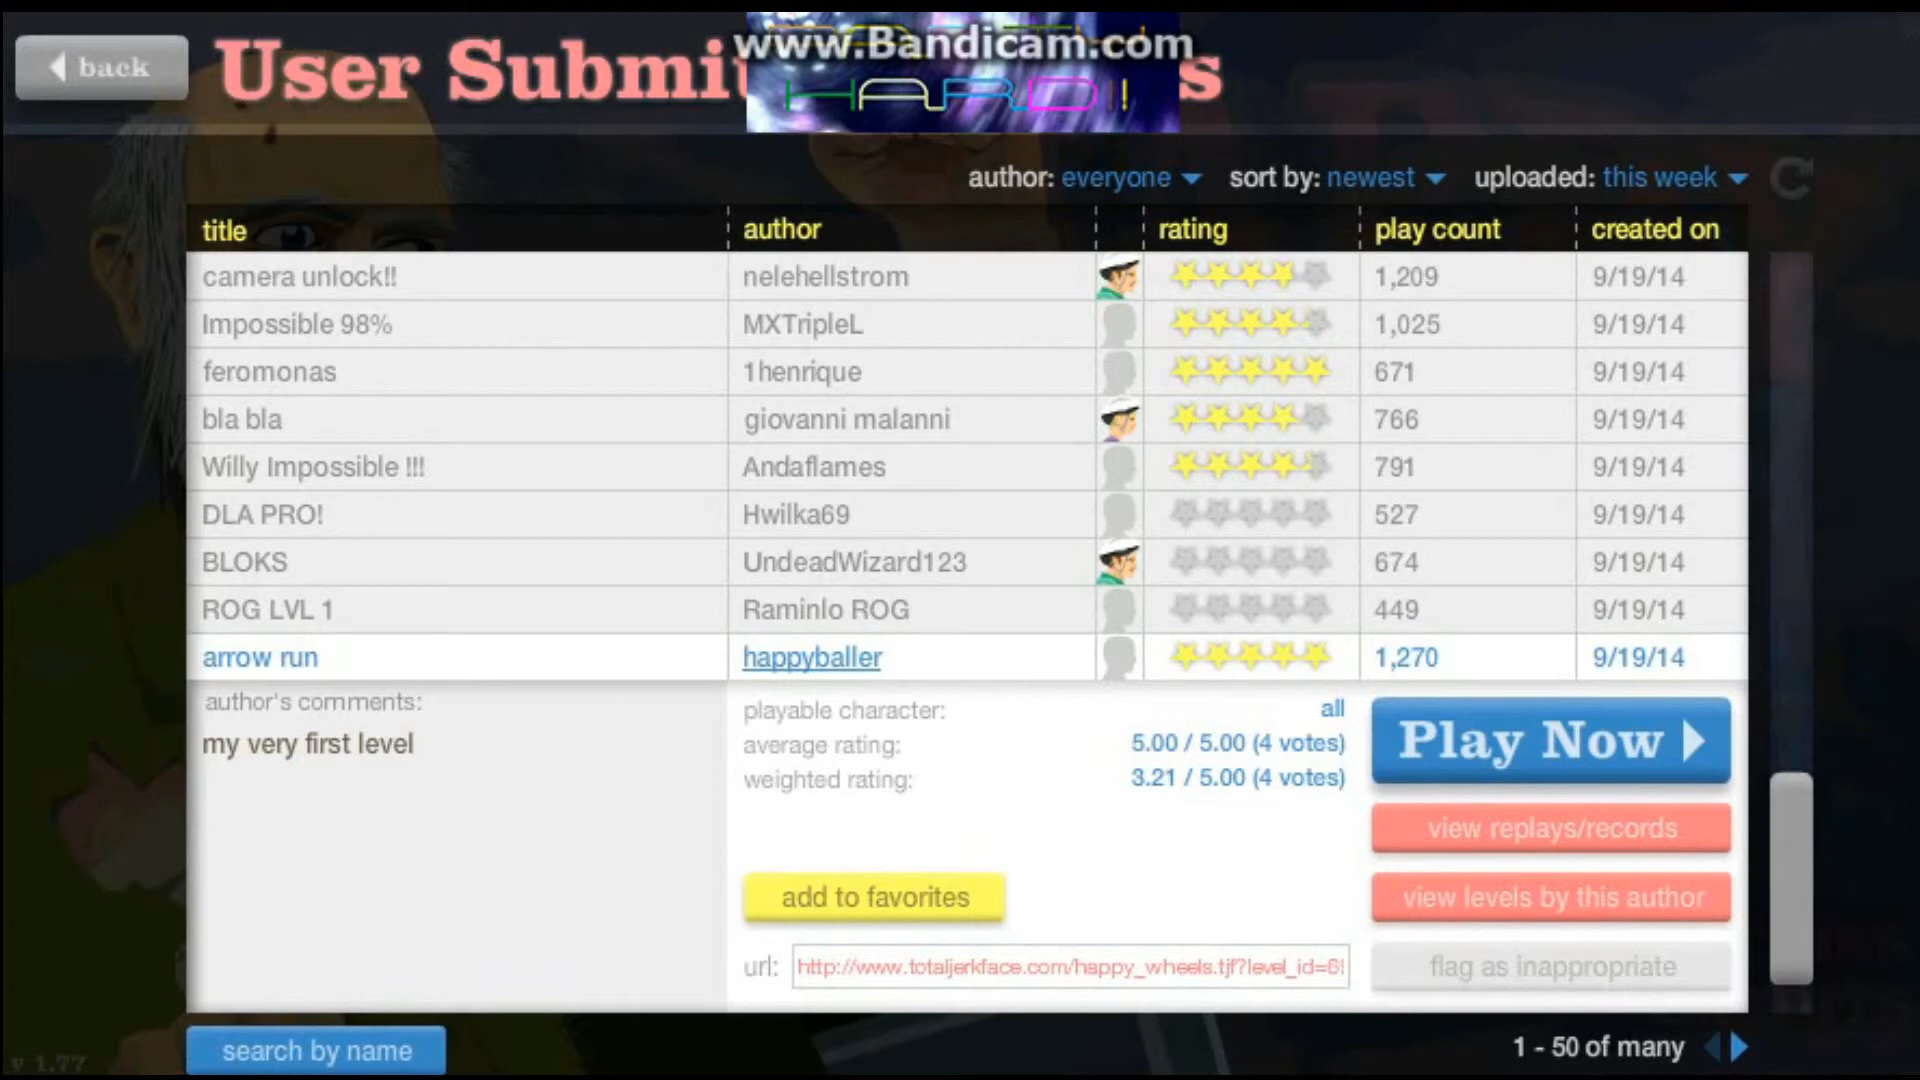 back
User Submi
s
www.Bandicam.com
HARD!
author: everyone sort by: newest uploaded: this week
title author rating play count created on
camera unlock!! nelehellstrom 1,209 9/19/14
Impossible 98% MXTripleL 1,025 9/19/14
feromonas 1henrique 671 9/19/14
bla bla giovanni malanni 766 9/19/14
Willy Impossible !!! Andaflames 791 9/19/14
DLA PRO! Hwilka69 527 9/19/14
BLOKS UndeadWizard123 674 9/19/14
ROG LVL 1 Raminlo ROG 449 9/19/14
arrow run happyballer 1,270 9/19/14
author's comments:
my very first level
playable character: all
average rating: 5.00 / 5.00 (4 votes)
weighted rating: 3.21 / 5.00 (4 votes)
Play Now
view replays/records
add to favorites
view levels by this author
url: http://www.totaljerkface.com/happy_wheels.tjf?level_id=6
flag as inappropriate
search by name
1 - 50 of many
v 1.77